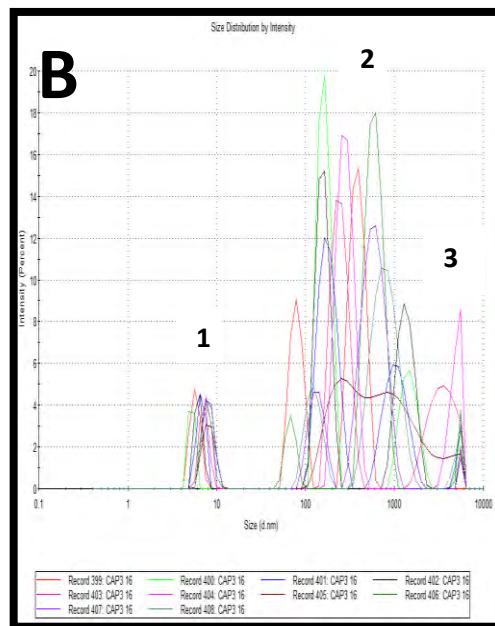 Size Distribution by Intensity
B
2
3
1
20
18
16
14
12
10
8
6
4
2
0
Intensity (Percent)
0.1
1
10
100
1000
10000
Size (d.nm)
Record 399: CAP3 16
Record 400: CAP3 16
Record 401: CAP3 16
Record 402: CAP3 16
Record 403: CAP3 16
Record 404: CAP3 16
Record 405: CAP3 16
Record 406: CAP3 16
Record 407: CAP3 16
Record 408: CAP3 16